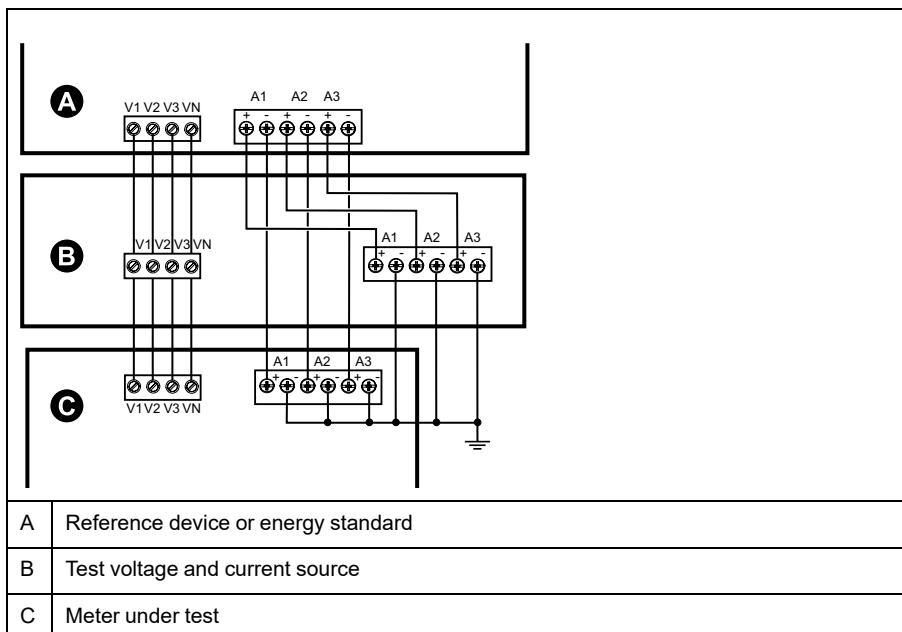 A
V1 V2 V3 VN
A1 A2 A3
+ - + - + -
B
V1 V2 V3 VN
A1 A2 A3
+ - + - + -
C
A1 A2 A3
+ - + - + -
V1 V2 V3 VN
A Reference device or energy standard
B Test voltage and current source
C Meter under test